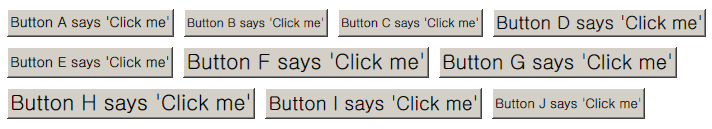 Button A says 'Click me' Button B says 'Click me' Button C says 'Click me' Button D says 'Click me'
Button E says 'Click me' Button F says 'Click me' Button G says 'Click me'
Button H says 'Click me' Button I says 'Click me' Button J says 'Click me'